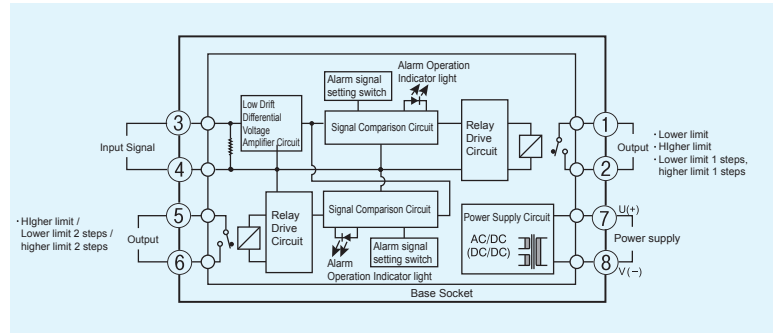 Alarm Operation
Indicator light
Alarm signal
setting switch
Low Drift
Differential
Voltage
Amplifier Circuit
Signal Comparison Circuit
Relay
Drive
Circuit
3
4
Input Signal
1
2
Output
・Lower limit
・HIgher limit
・Lower limit 1 steps,
higher limit 1 steps
・HIgher limit /
Lower limit 2 steps /
higher limit 2 steps
5
6
Output
Relay
Drive
Circuit
Signal Comparison Circuit
Alarm signal
setting switch
Alarm
Operation Indicator light
Power Supply Circuit
AC/DC
(DC/DC)
7
8
U(+)
Power supply
V(−)
Base Socket